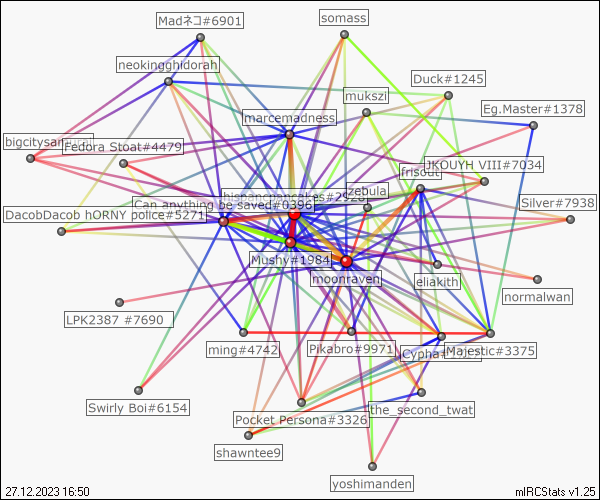 Madネコ#6901
somass
neokingghidorah
Duck#1245
mukszi
Eg.Master#1378
marcemadness
bigcitysam
Fedora Stoat#4479
JKOUYH VIII#7034
frisout
zebula
Can anything be saved#0396
Silver#7938
DacobDacob hORNY police#5271
Mushy#1984
moonraven
eliakith
normalwan
LPK2387 #7690
ming#4742
Pikabro#9971
Majestic#3375
Swirly Boi#6154
Pocket Persona#3326
the_second_twat
shawntee9
yoshimanden
27.12.2023 16:50
mIRCStats v1.25